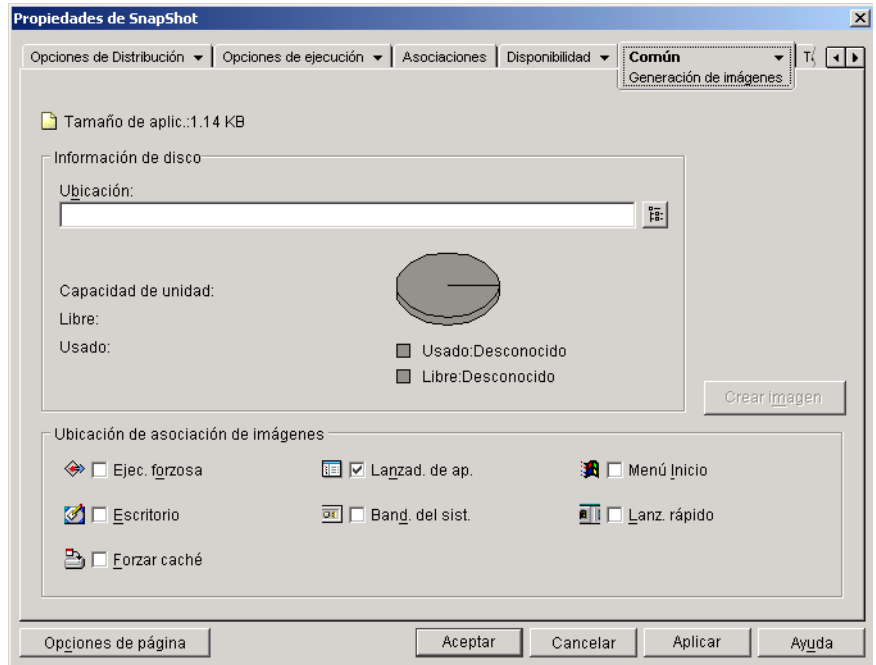 Propiedades de SnapShot
Opciones de Distribución
Opciones de ejecución
Asociaciones
Disponibilidad
Común
Generación de imágenes
Tamaño de aplic.:1.14 KB
Información de disco
Ubicación:
Capacidad de unidad:
Libre:
Usado:
Usado:Desconocido
Libre:Desconocido
Crear imagen
Ubicación de asociación de imágenes
Ejec. forzosa
Lanzad. de ap.
Menú Inicio
Escritorio
Band. del sist.
Lanz. rápido
Forzar caché
Opciones de página
Aceptar
Cancelar
Aplicar
Ayuda